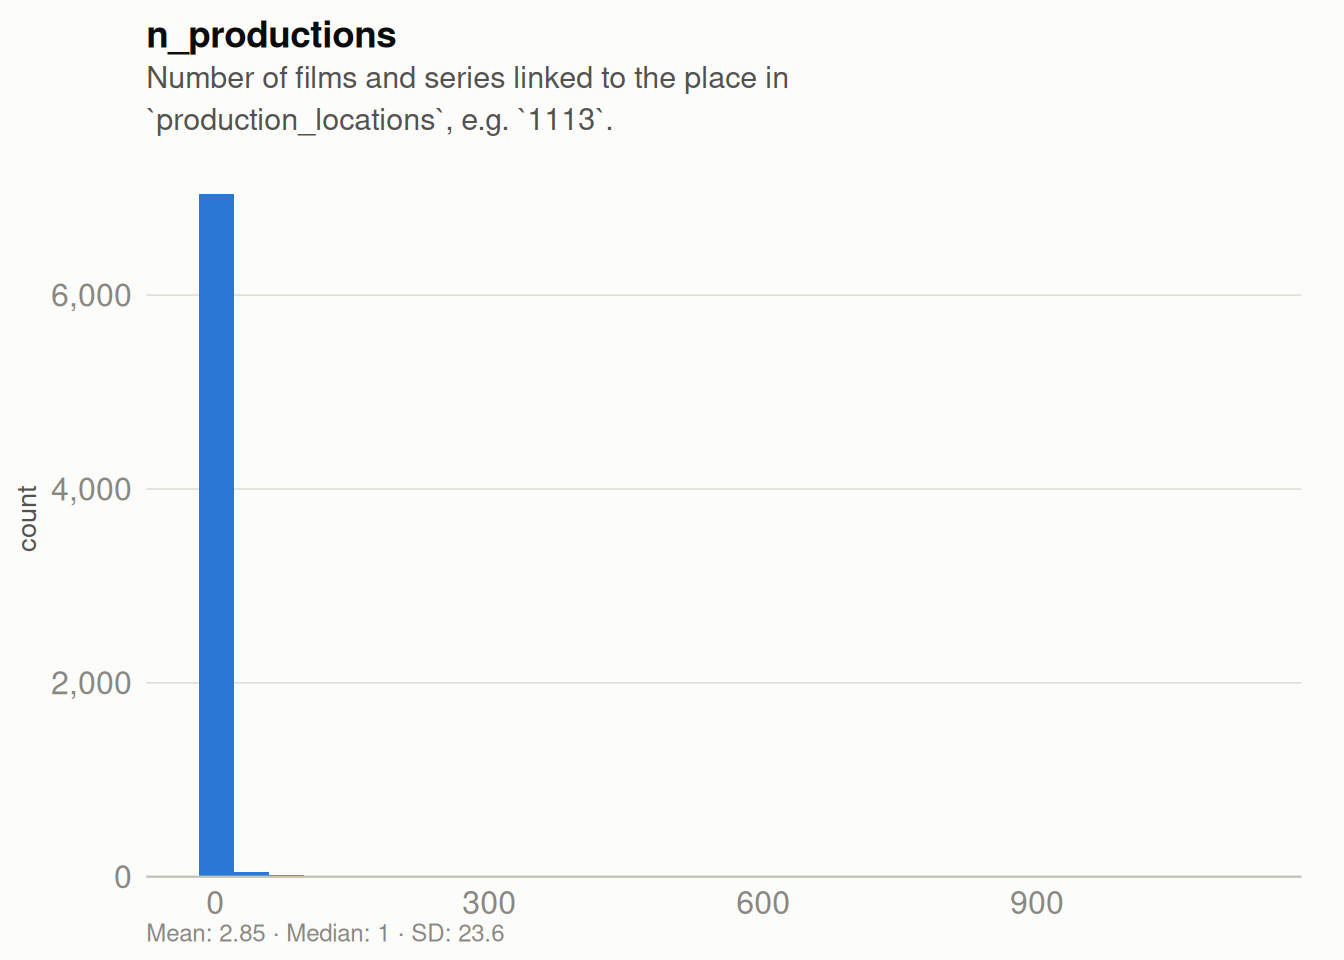 n_productions
Number of films and series linked to the place in
`production_locations`, e.g. `1113`.
count
6,000
4,000
2,000
0
0 300 600 900
Mean: 2.85 · Median: 1 · SD: 23.6